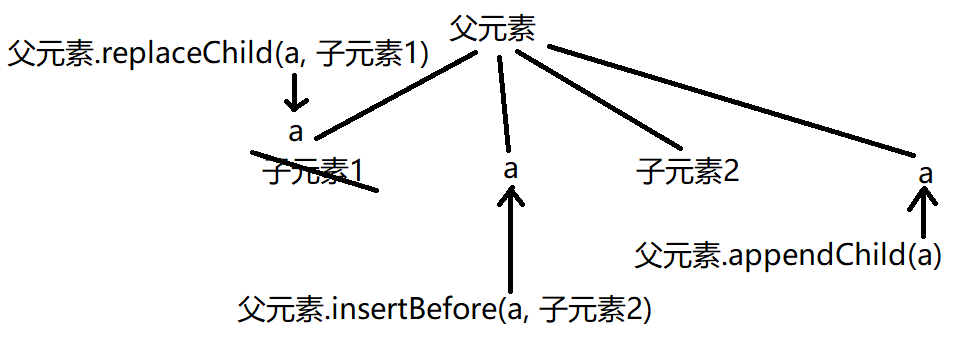 父元素
父元素.replaceChild(a, 子元素1)
a
子元素1
a
子元素2
a
父元素.appendChild(a)
父元素.insertBefore(a, 子元素2)